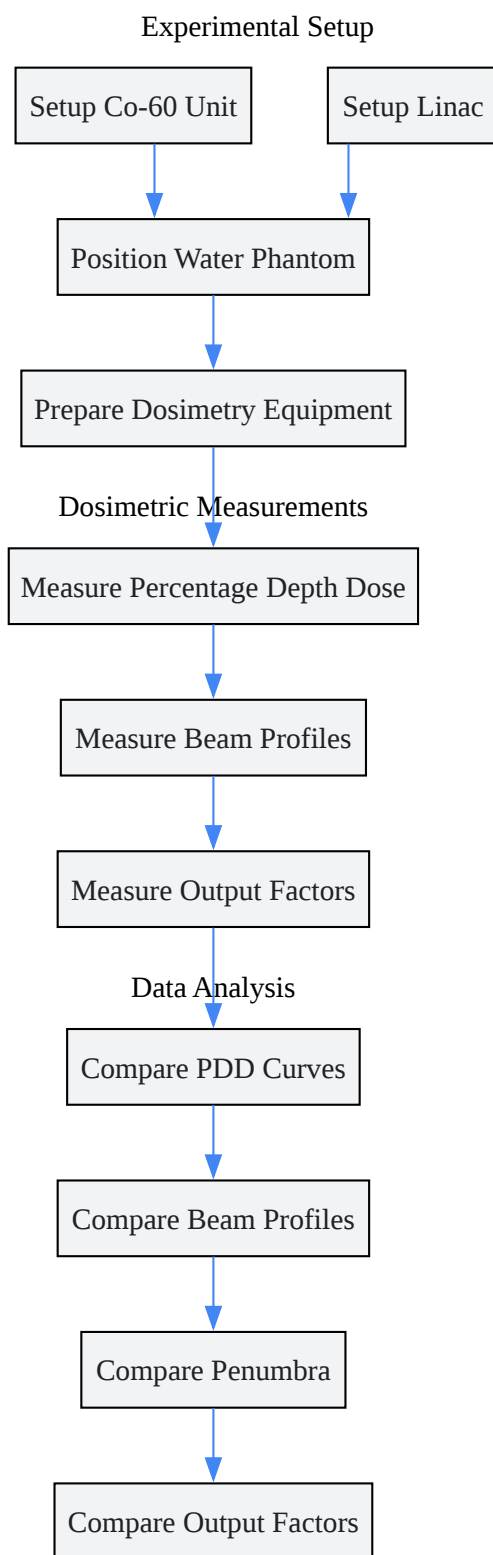 Experimental Setup
Setup Co-60 Unit
Setup Linac
Position Water Phantom
Prepare Dosimetry Equipment
Dosimetric Measurements
Measure Percentage Depth Dose
Measure Beam Profiles
Measure Output Factors
Data Analysis
Compare PDD Curves
Compare Beam Profiles
Compare Penumbra
Compare Output Factors